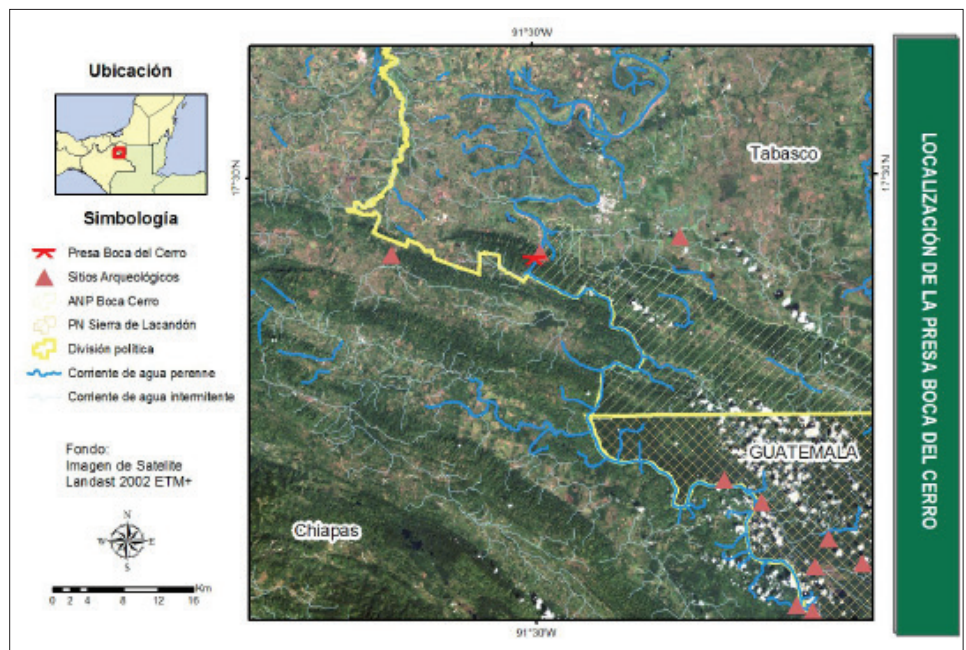 Ubicación
Simbología
Presa Boca del Cerro
Sitios Arqueológicos
ANP Boca Cerro
PN Sierra de Lacandón
División política
Corriente de agua perenne
Corriente de agua intermitente
Fondo:
Imagen de Satelite
Landast 2002 ETM+
N
W
E
S
Km
0 2 4 8 12 16
91°30'W
17°30'N
17°30'N
Tabasco
GUATEMALA
Chiapas
91°30'W
LOCALIZACIÓN DE LA PRESA BOCA DEL CERRO